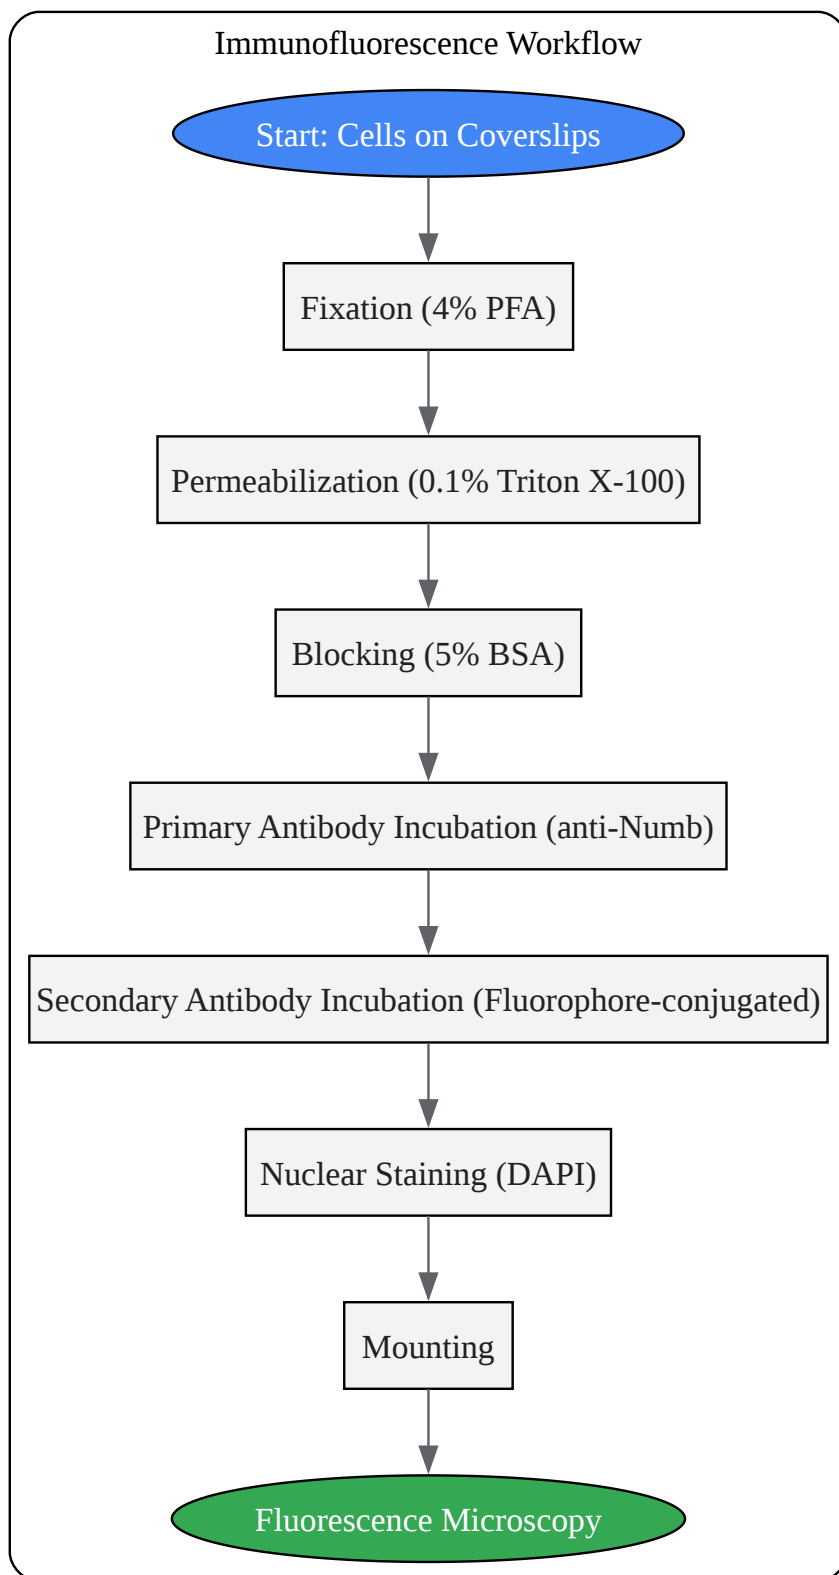 Immunofluorescence Workflow
Start: Cells on Coverslips
Fixation (4% PFA)
Permeabilization (0.1% Triton X-100)
Blocking (5% BSA)
Primary Antibody Incubation (anti-Numb)
Secondary Antibody Incubation (Fluorophore-conjugated)
Nuclear Staining (DAPI)
Mounting
Fluorescence Microscopy